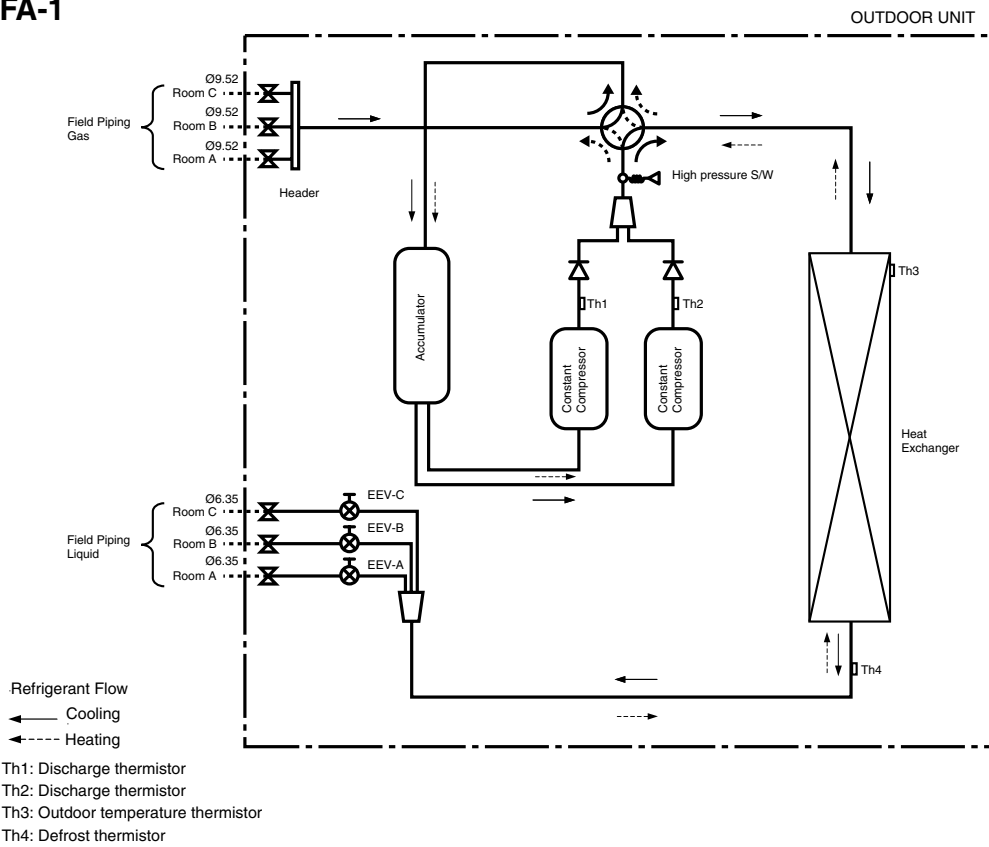 FA-1
OUTDOOR UNIT
Ø9.52
Room C
Ø9.52
Room B
Ø9.52
Room A
Field Piping
Gas
Header
High pressure S/W
Th1
Th2
Th3
Accumulator
Constant
Compressor
Constant
Compressor
Heat
Exchanger
Ø6.35
Room C
Ø6.35
Room B
Ø6.35
Room A
Field Piping
Liquid
EEV-C
EEV-B
EEV-A
Th4
Refrigerant Flow
Cooling
Heating
Th1: Discharge thermistor
Th2: Discharge thermistor
Th3: Outdoor temperature thermistor
Th4: Defrost thermistor